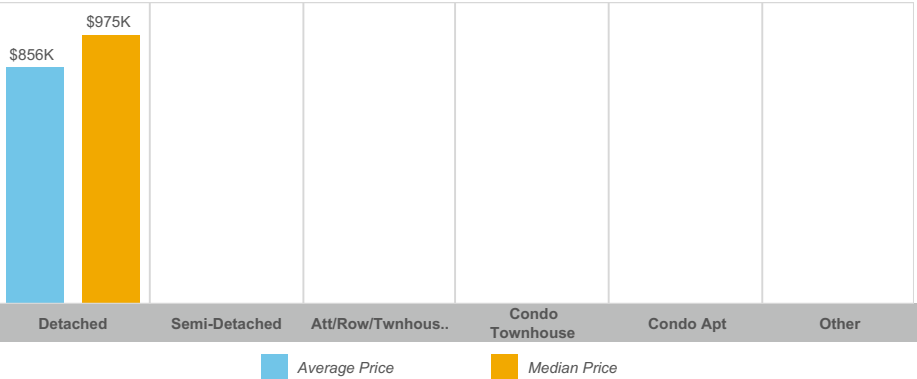 $975K
$856K
Detached
Semi-Detached
Att/Row/Twnhous..
Condo
Townhouse
Condo Apt
Other
Average Price
Median Price